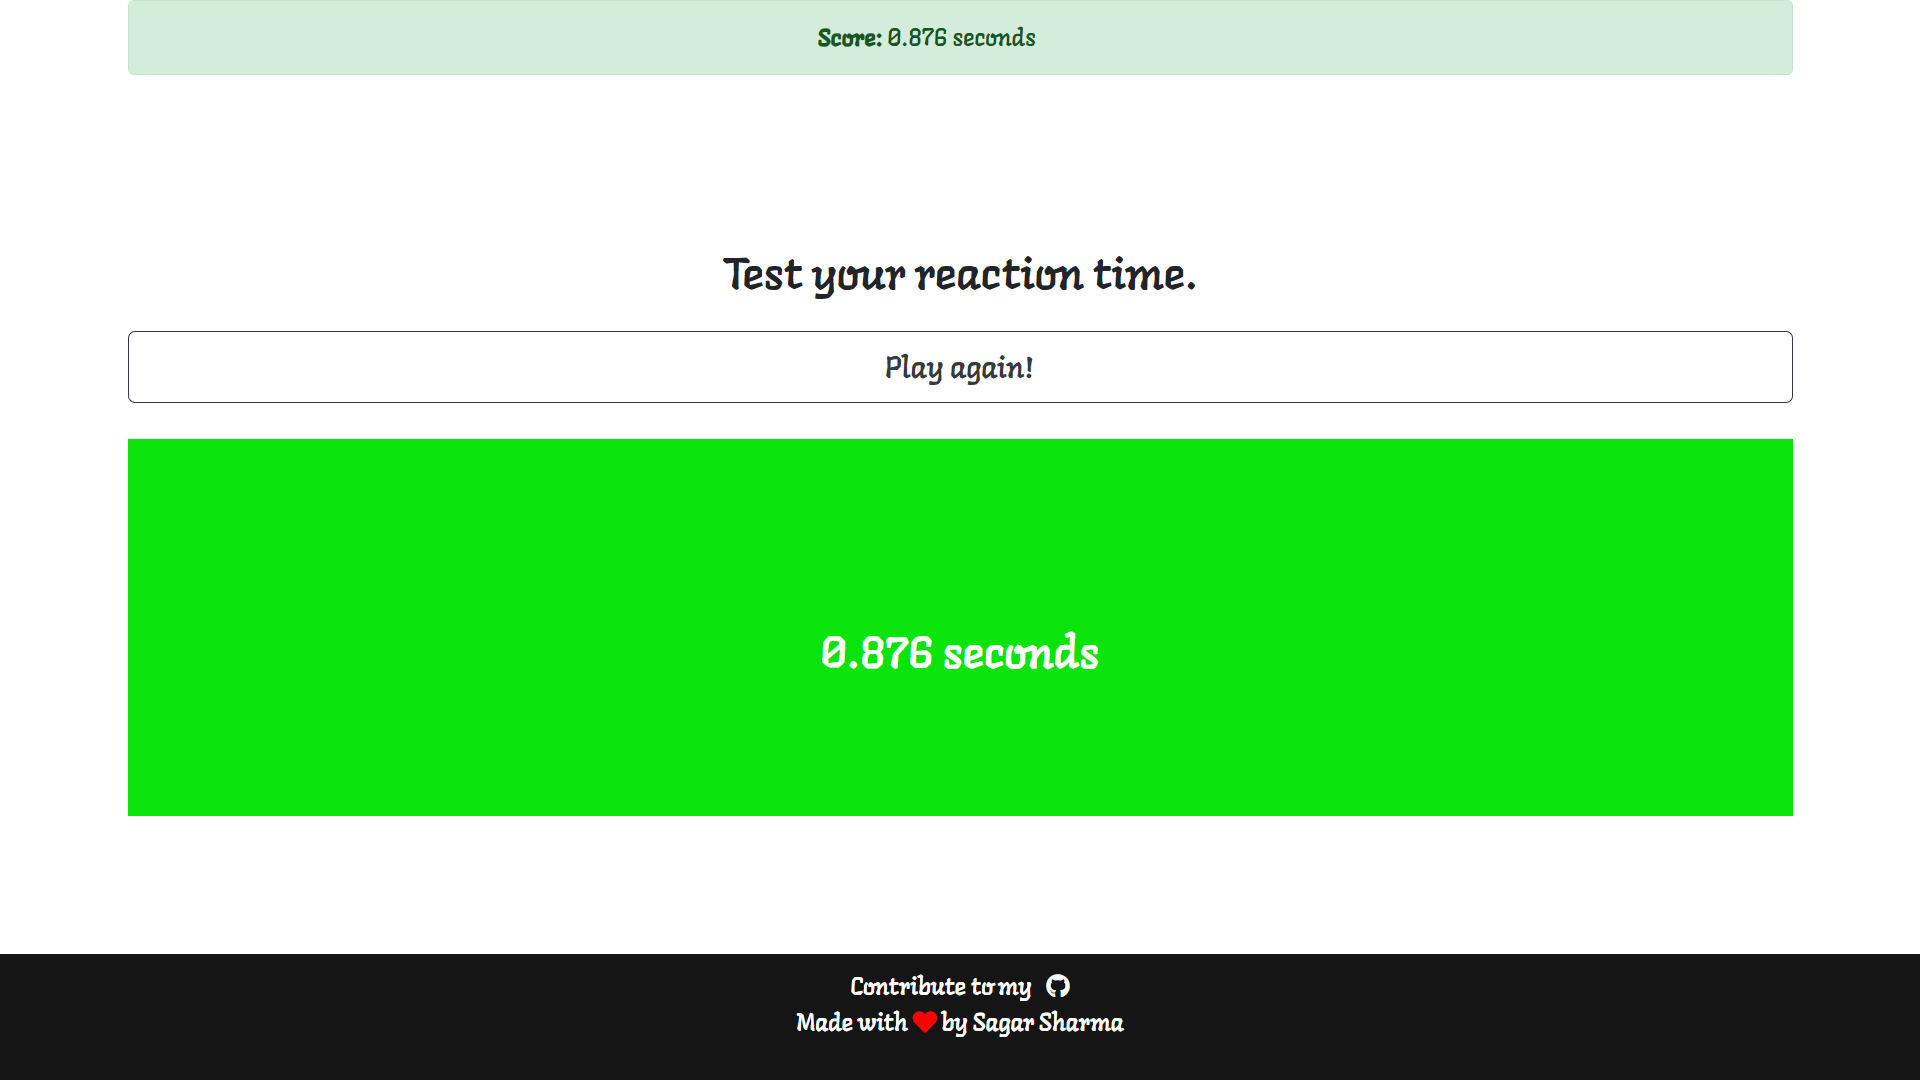 Score: 0.876 seconds
Test your reaction time.
Play again!
0.876 seconds
Contribute to my
Made with by Sagar Sharma